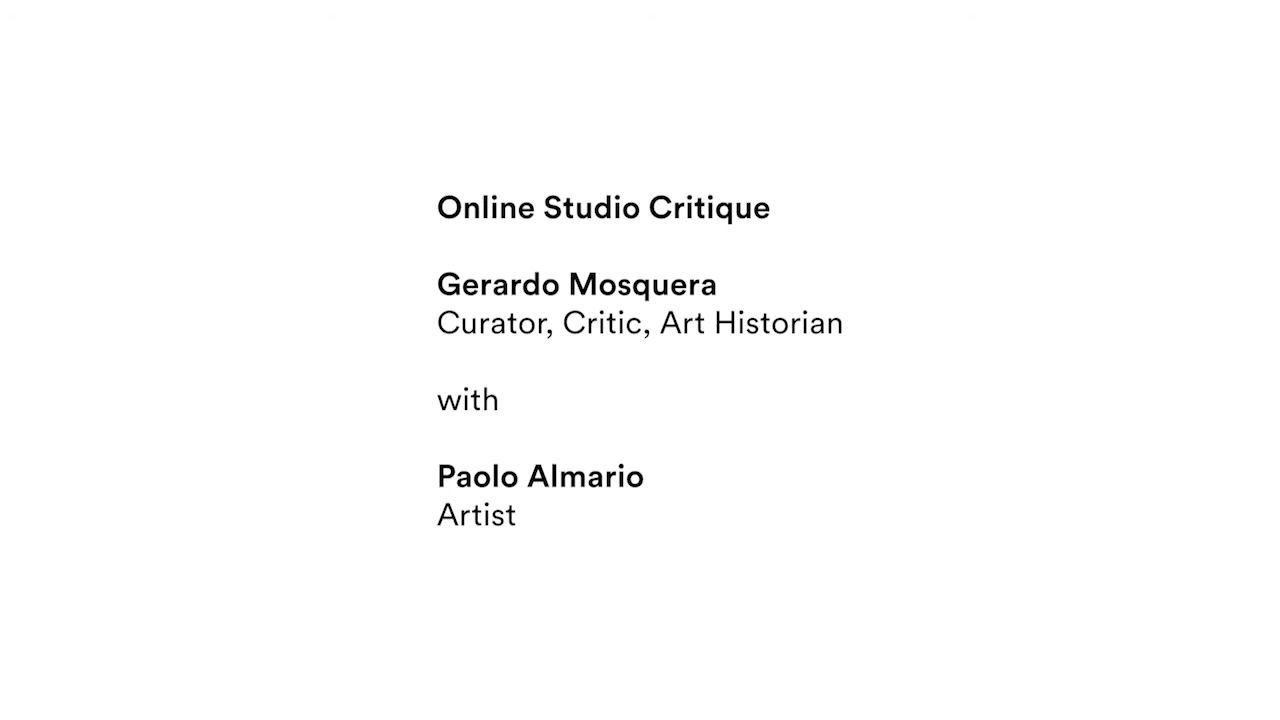 Online Studio Critique
Gerardo Mosquera
Curator, Critic, Art Historian
with
Paolo Almario
Artist